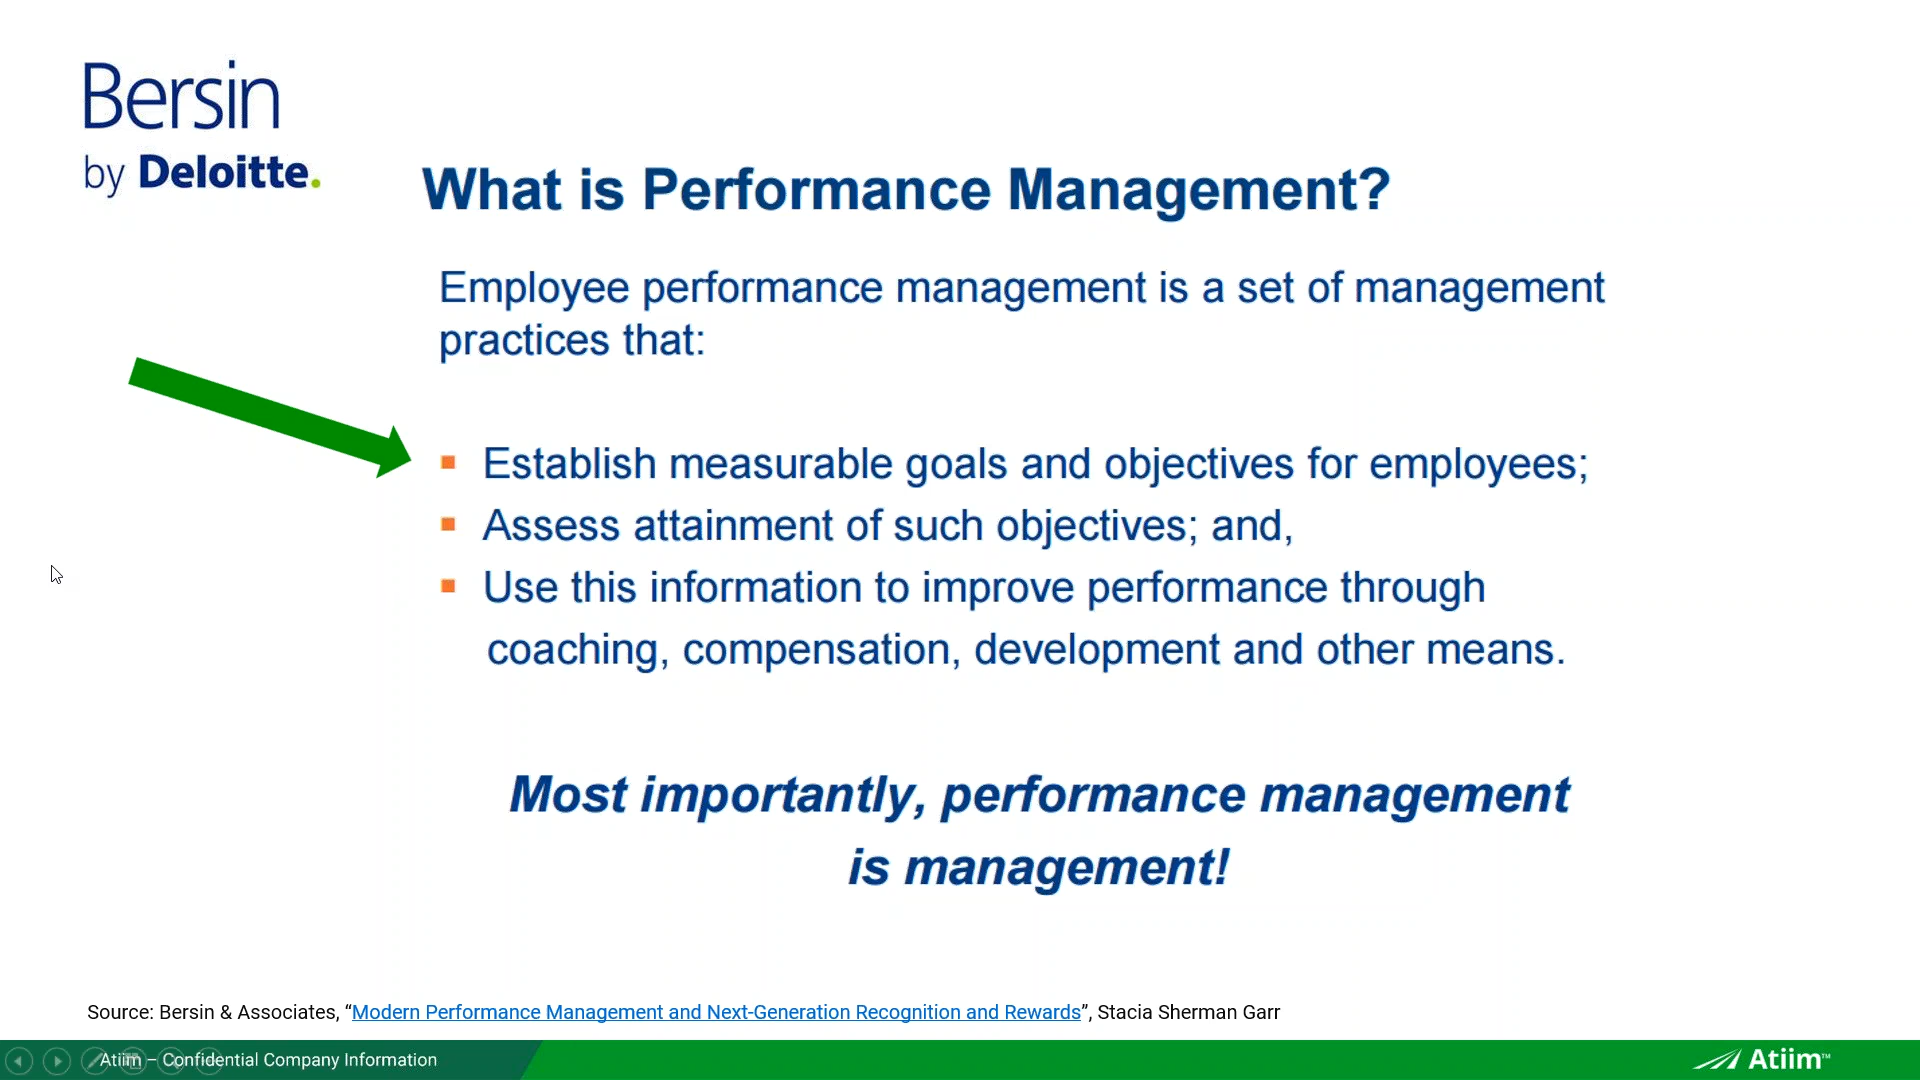 Bersin
by Deloitte.
What is Performance Management?
Employee performance management is a set of management
practices that:
▪ Establish measurable goals and objectives for employees;
▪ Assess attainment of such objectives; and,
▪ Use this information to improve performance through
coaching, compensation, development and other means.
Most importantly, performance management
is management!
Source: Bersin & Associates, “Modern Performance Management and Next-Generation Recognition and Rewards”, Stacia Sherman Garr
Atiim – Confidential Company Information
Atiim™